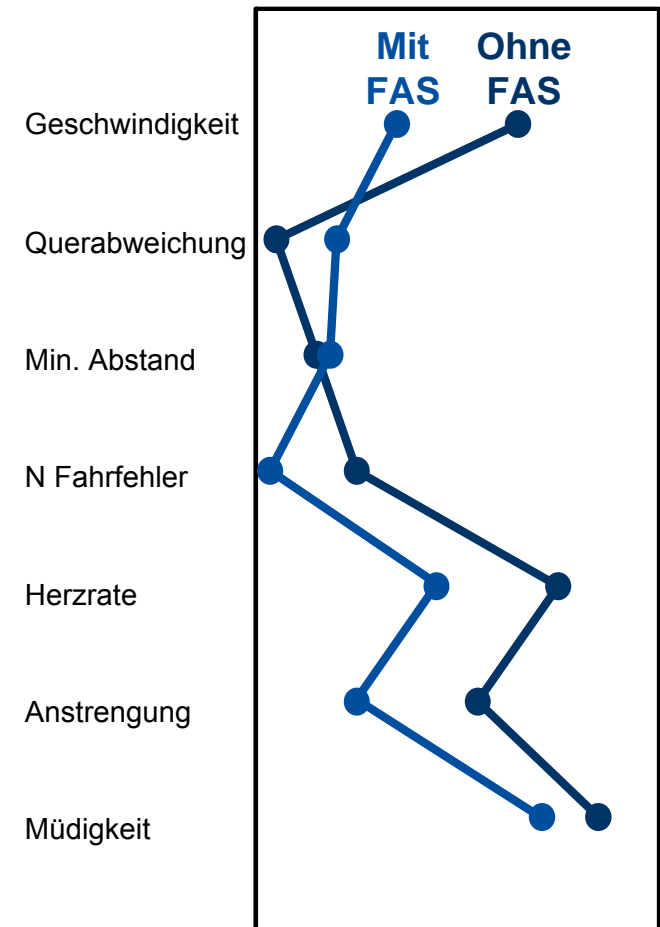 Mit Ohne
FAS FAS
Geschwindigkeit
Querabweichung
Min. Abstand
N Fahrfehler
Herzrate
Anstrengung
Müdigkeit